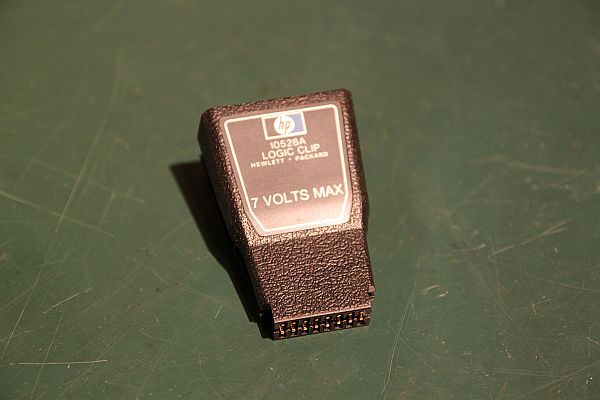 hp
10528A
LOGIC CLIP
HEWLETT • PACKARD
7 VOLTS MAX